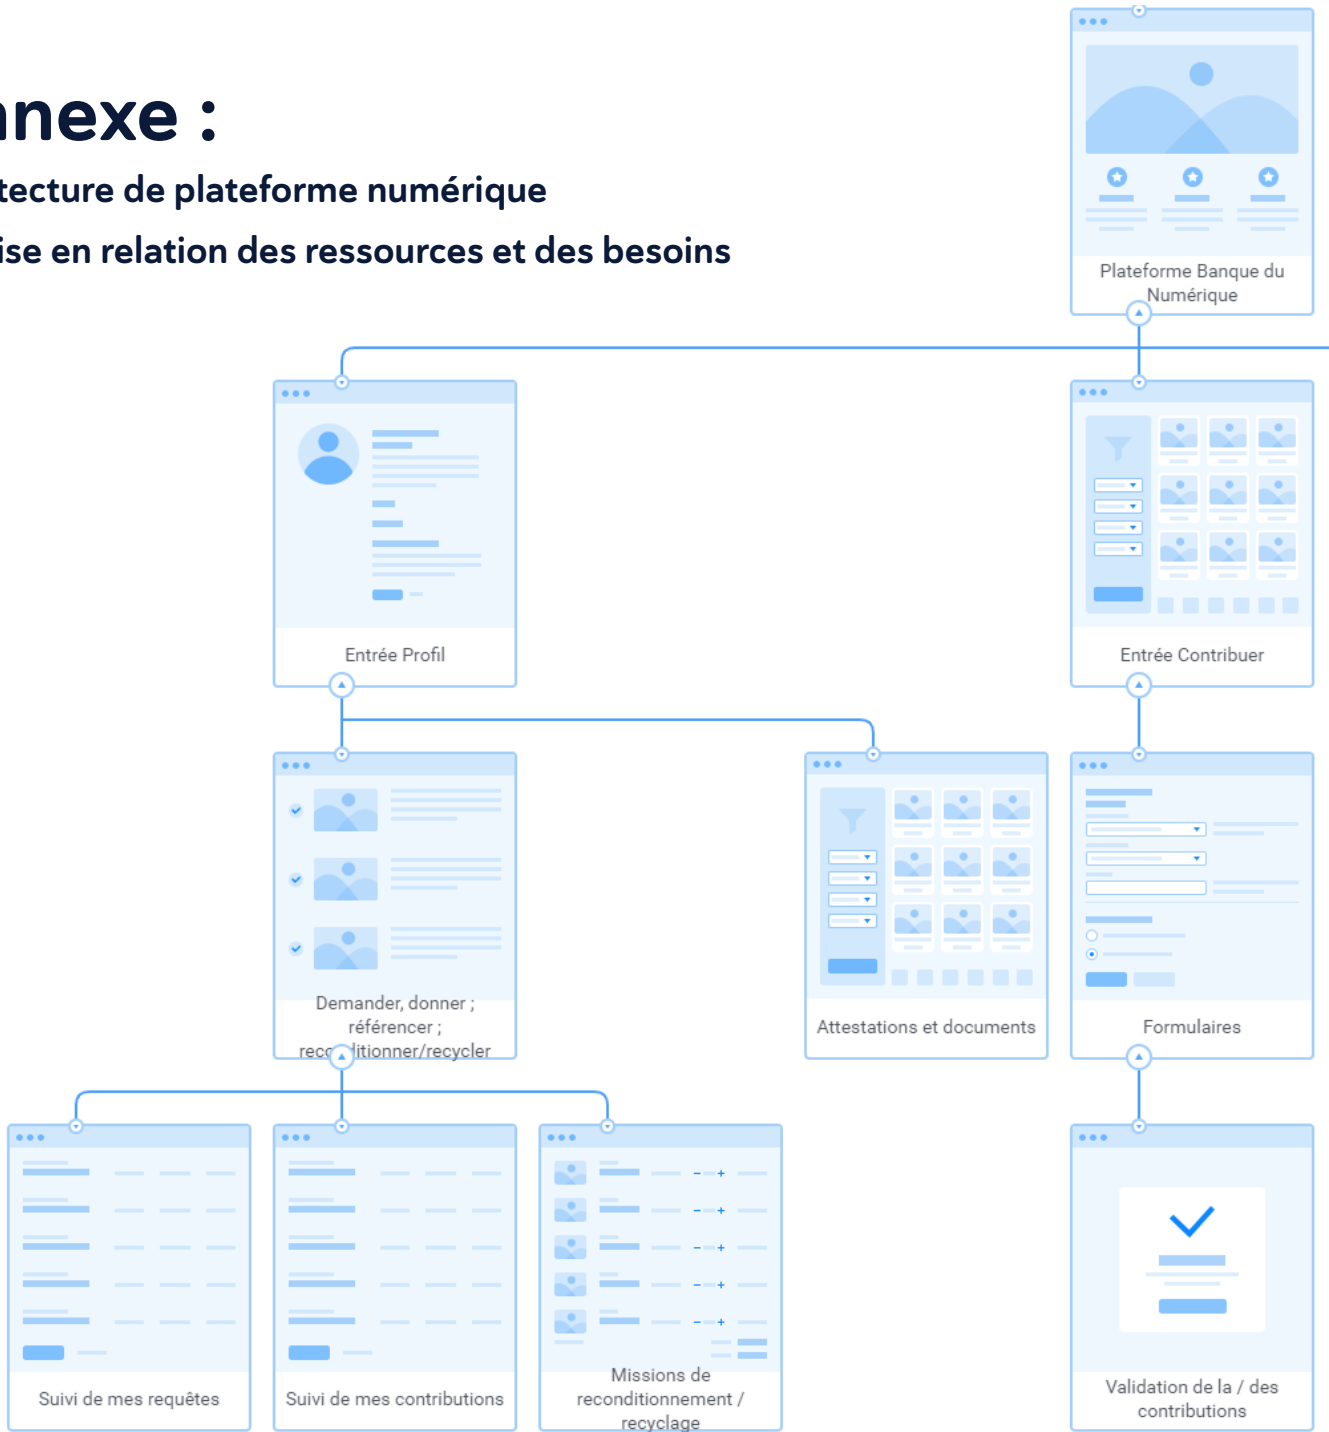 nnexe :
tecture de plateforme numérique
ise en relation des ressources et des besoins
Plateforme Banque du
Numérique
Entrée Profil
Entrée Contribuer
Demander, donner ;
référencer ;
reconditionner/recycler
Attestations et documents
Formulaires
Suivi de mes requêtes
Suivi de mes contributions
Missions de
reconditionnement /
recyclage
Validation de la / des
contributions